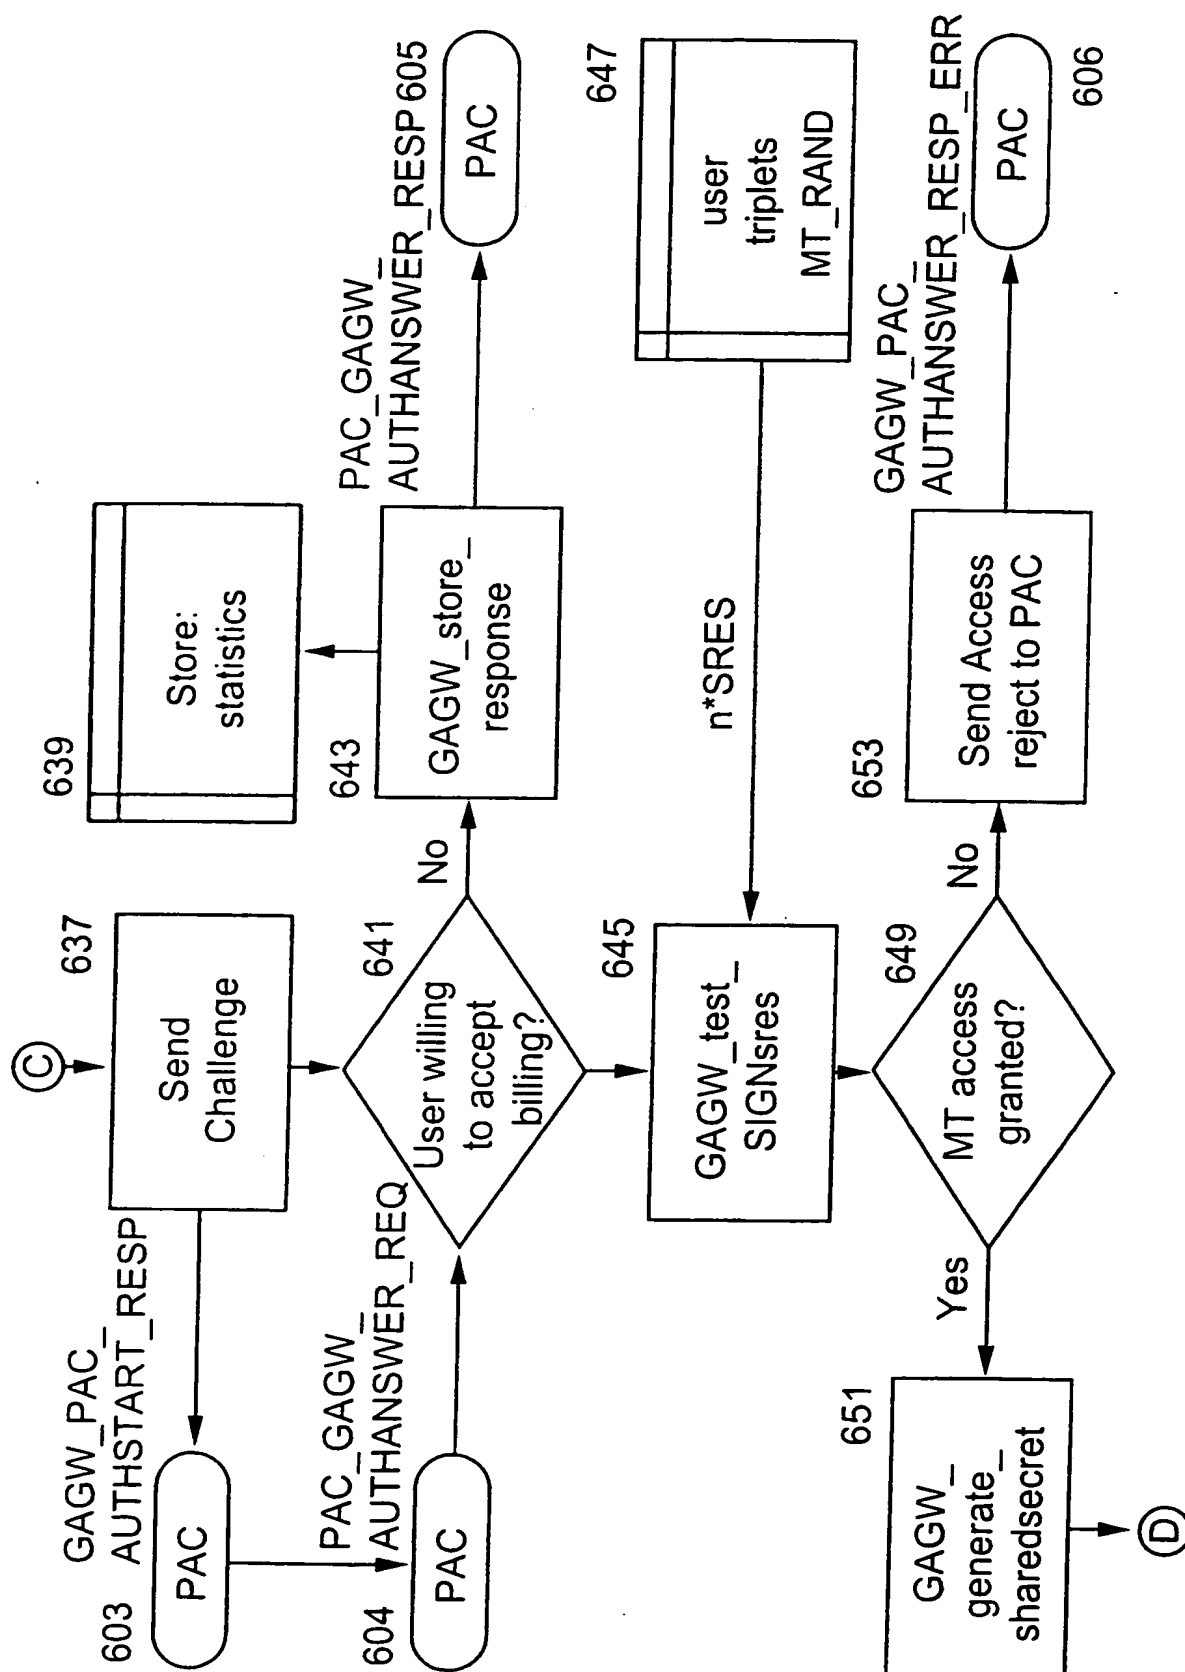 C
637
Send
Challenge
GAGW_PAC_
AUTHSTART_RESP
603
PAC
639
Store:
statistics
PAC_GAGW_
AUTHANSWER_REQ
604
PAC
641
User willing
to accept
billing?
No
643
GAGW_store_
response
PAC_GAGW_
AUTHANSWER_RESP
605
PAC
645
GAGW_test_
SIGNsres
n*SRES
647
user
triplets
MT_RAND
649
MT access
granted?
No
653
Send Access
reject to PAC
GAGW_PAC_
AUTHANSWER_RESP_ERR
606
PAC
Yes
651
GAGW_
generate_
sharedsecret
D